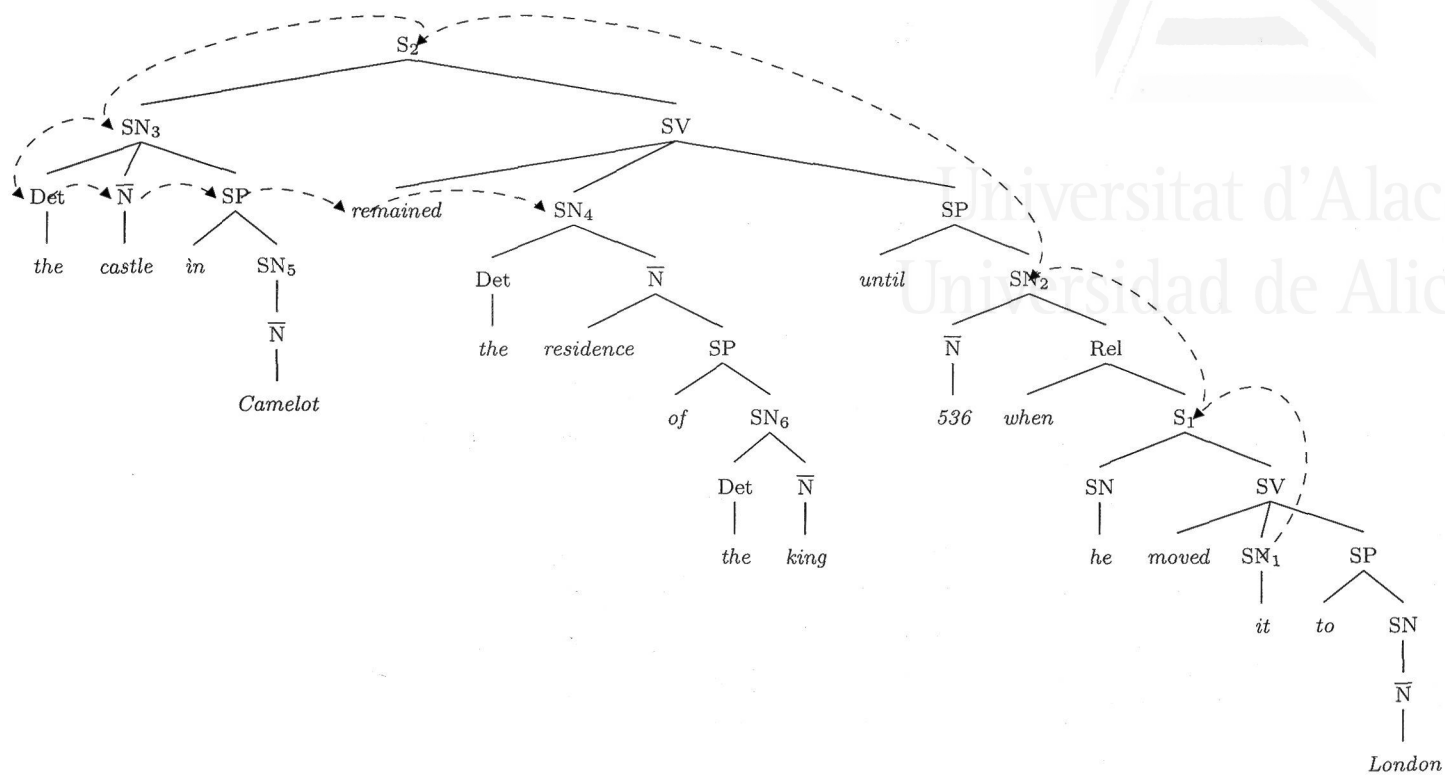 S₂
SN₃ SV
Det N̅ SP remained SN₄ SP
the castle in SN₅ Det N̅ until SN₂
N̅ the residence SP N̅ Rel
Camelot of SN₆ 536 when S₁
Det N̅ SN SV
the king he moved SN₁ SP
it to SN
N̅
London
Universitat d'Alac
Universidad de Alic